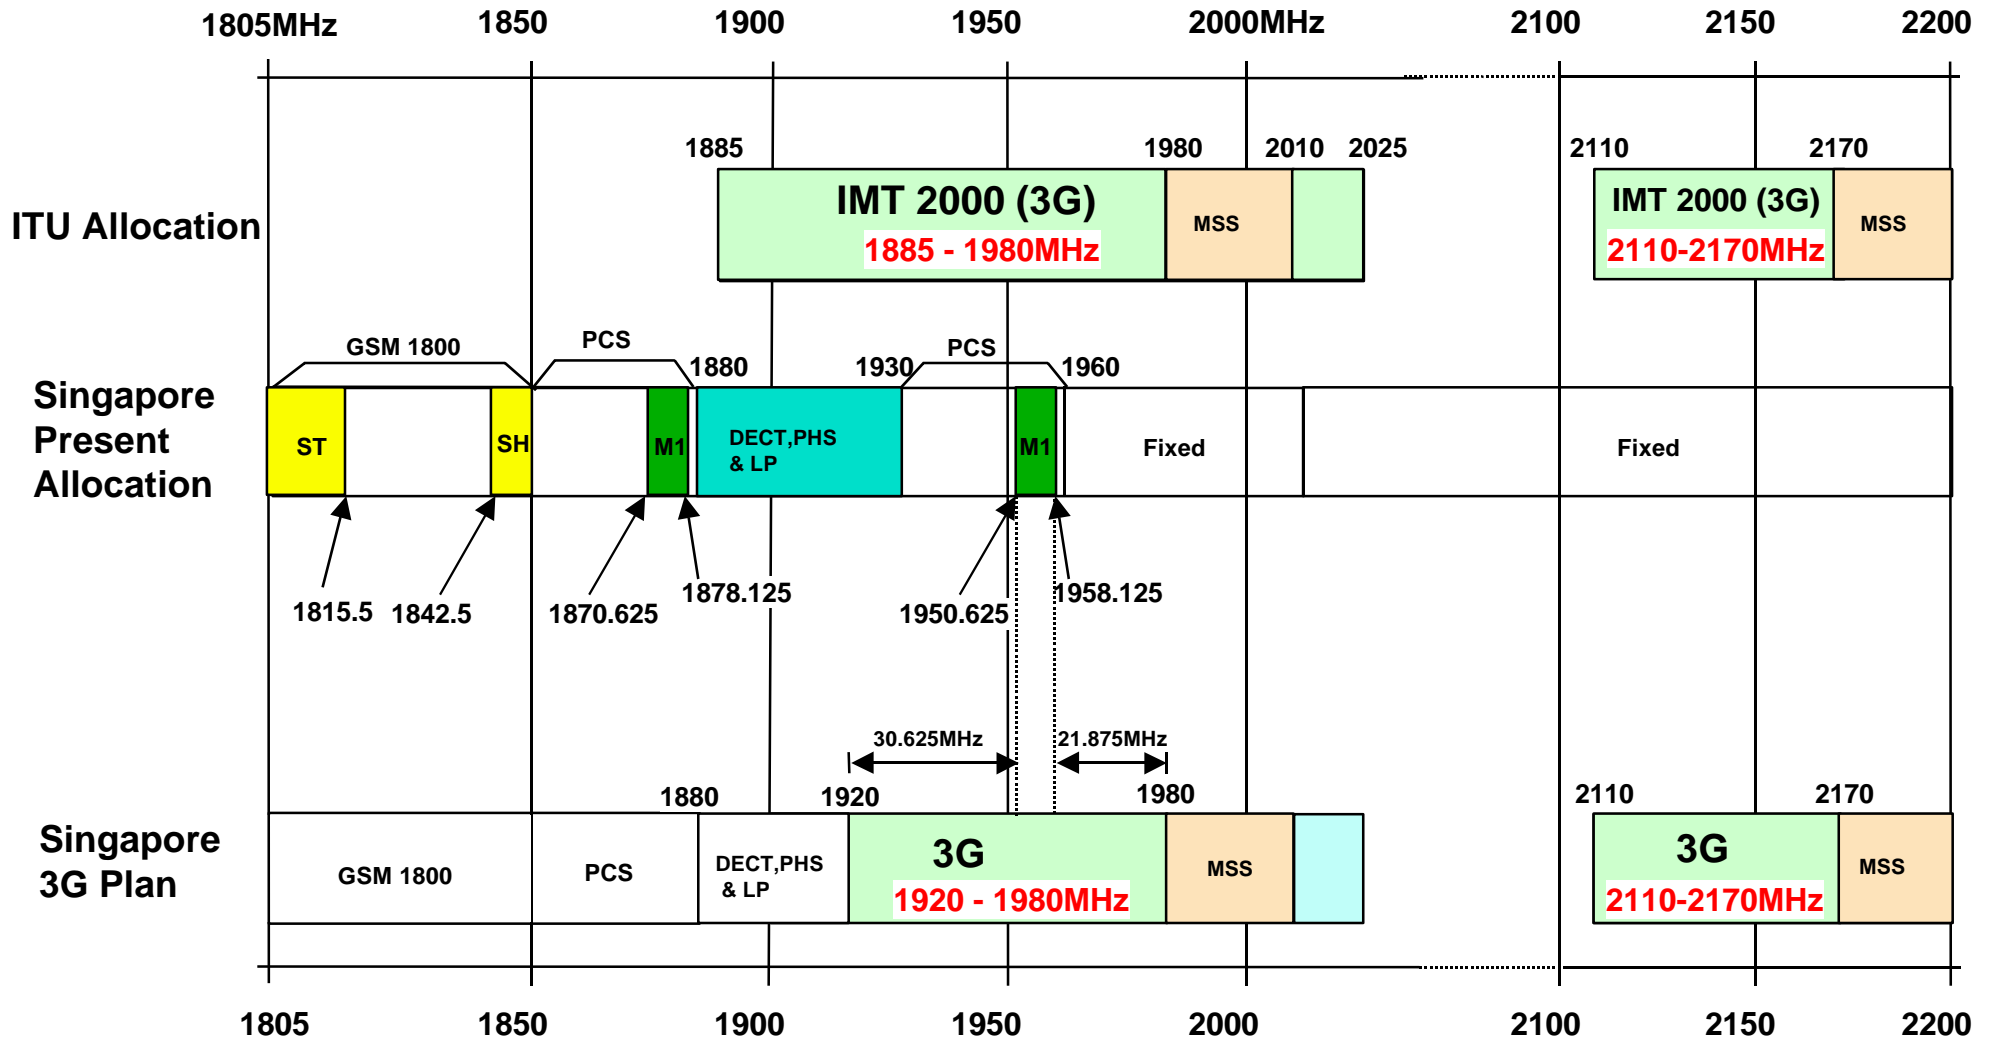 1805MHz 1850 1900 1950 2000MHz 2100 2150 2200
1885 1980 2010 2025 2110 2170
ITU Allocation
IMT 2000 (3G)
1885 - 1980MHz
MSS
IMT 2000 (3G)
2110-2170MHz
MSS
GSM 1800 PCS 1880 1930 PCS 1960
Singapore
Present
Allocation
ST
SH
M1
DECT,PHS
& LP
M1
Fixed
Fixed
1815.5 1842.5 1870.625 1878.125 1950.625 1958.125
30.625MHz 21.875MHz
1880 1920 1980 2110 2170
Singapore
3G Plan
GSM 1800
PCS
DECT,PHS
& LP
3G
1920 - 1980MHz
MSS
3G
2110-2170MHz
MSS
1805 1850 1900 1950 2000 2100 2150 2200